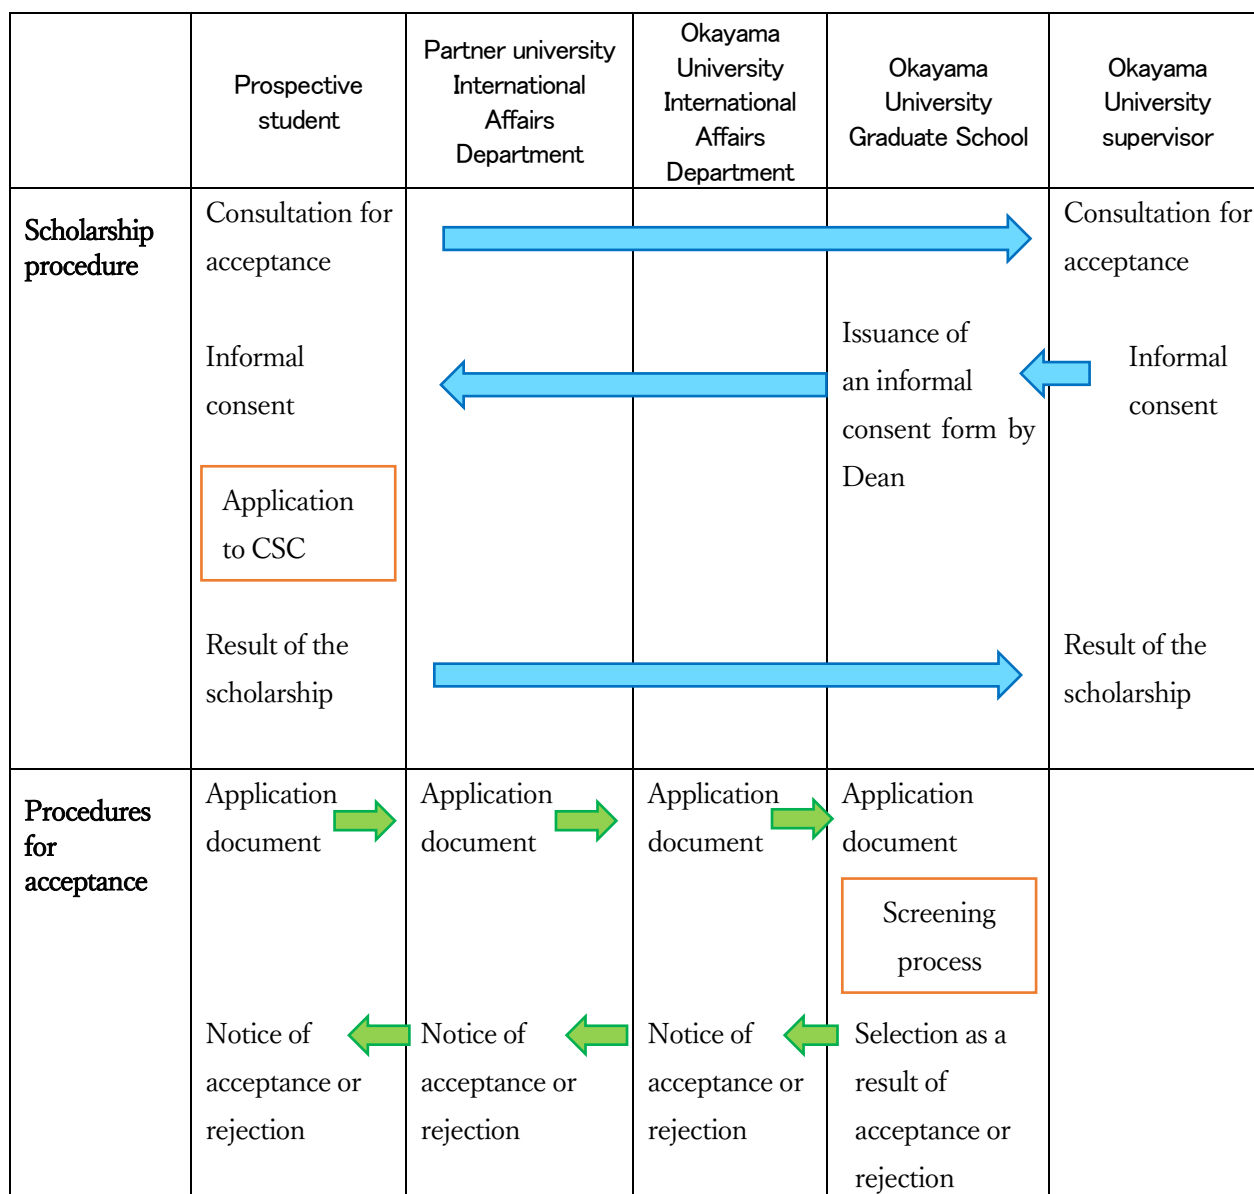 Prospective
student
Partner university
International
Affairs
Department
Okayama
University
International
Affairs
Department
Okayama
University
Graduate School
Okayama
University
supervisor
Scholarship
procedure
Consultation for
acceptance
Consultation for
acceptance
Informal
consent
Issuance of
an informal
consent form by
Dean
Informal
consent
Application
to CSC
Result of the
scholarship
Result of the
scholarship
Procedures
for
acceptance
Application
document
Application
document
Application
document
Application
document
Screening
process
Notice of
acceptance or
rejection
Notice of
acceptance or
rejection
Notice of
acceptance or
rejection
Selection as a
result of
acceptance or
rejection